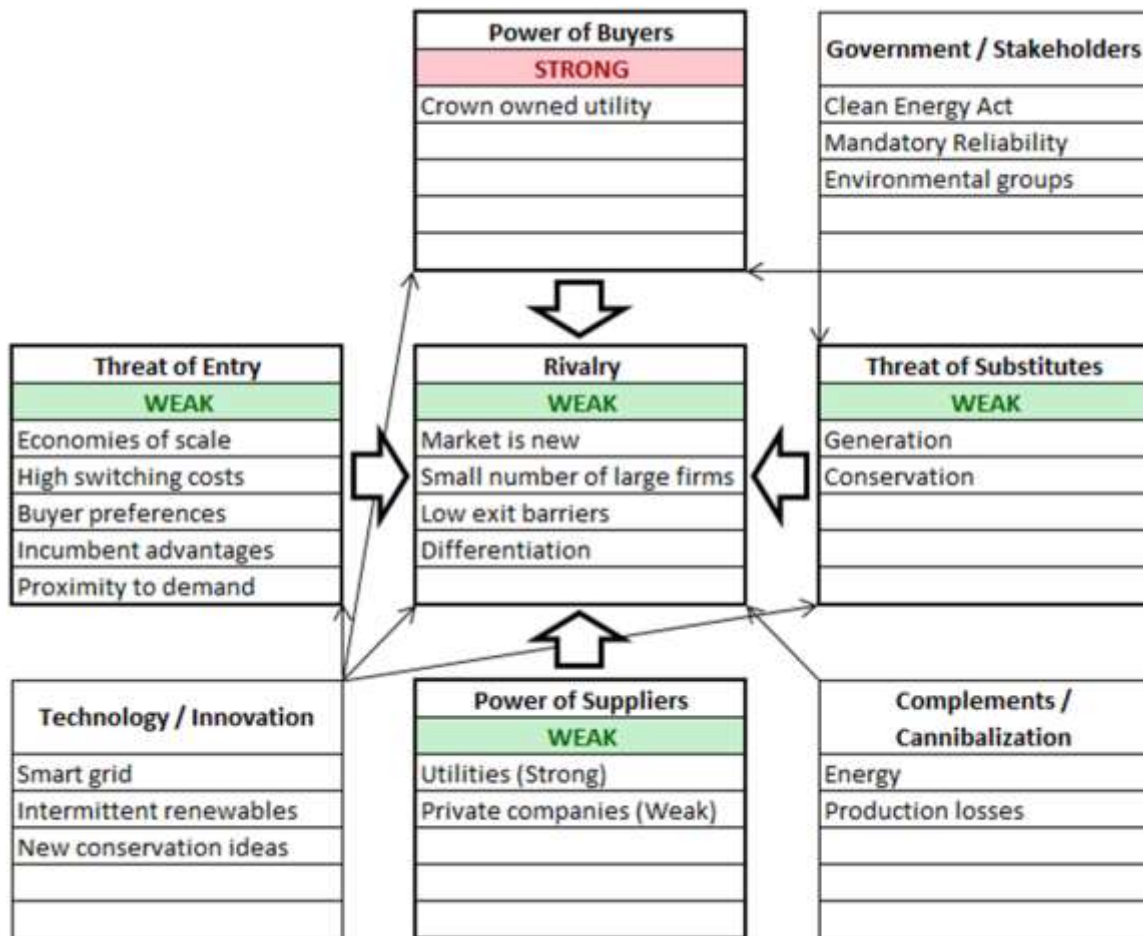 Power of Buyers
STRONG
Crown owned utility
Government / Stakeholders
Clean Energy Act
Mandatory Reliability
Environmental groups
Threat of Entry
WEAK
Economies of scale
High switching costs
Buyer preferences
Incumbent advantages
Proximity to demand
Rivalry
WEAK
Market is new
Small number of large firms
Low exit barriers
Differentiation
Threat of Substitutes
WEAK
Generation
Conservation
Technology / Innovation
Smart grid
Intermittent renewables
New conservation ideas
Power of Suppliers
WEAK
Utilities (Strong)
Private companies (Weak)
Complements /
Cannibalization
Energy
Production losses